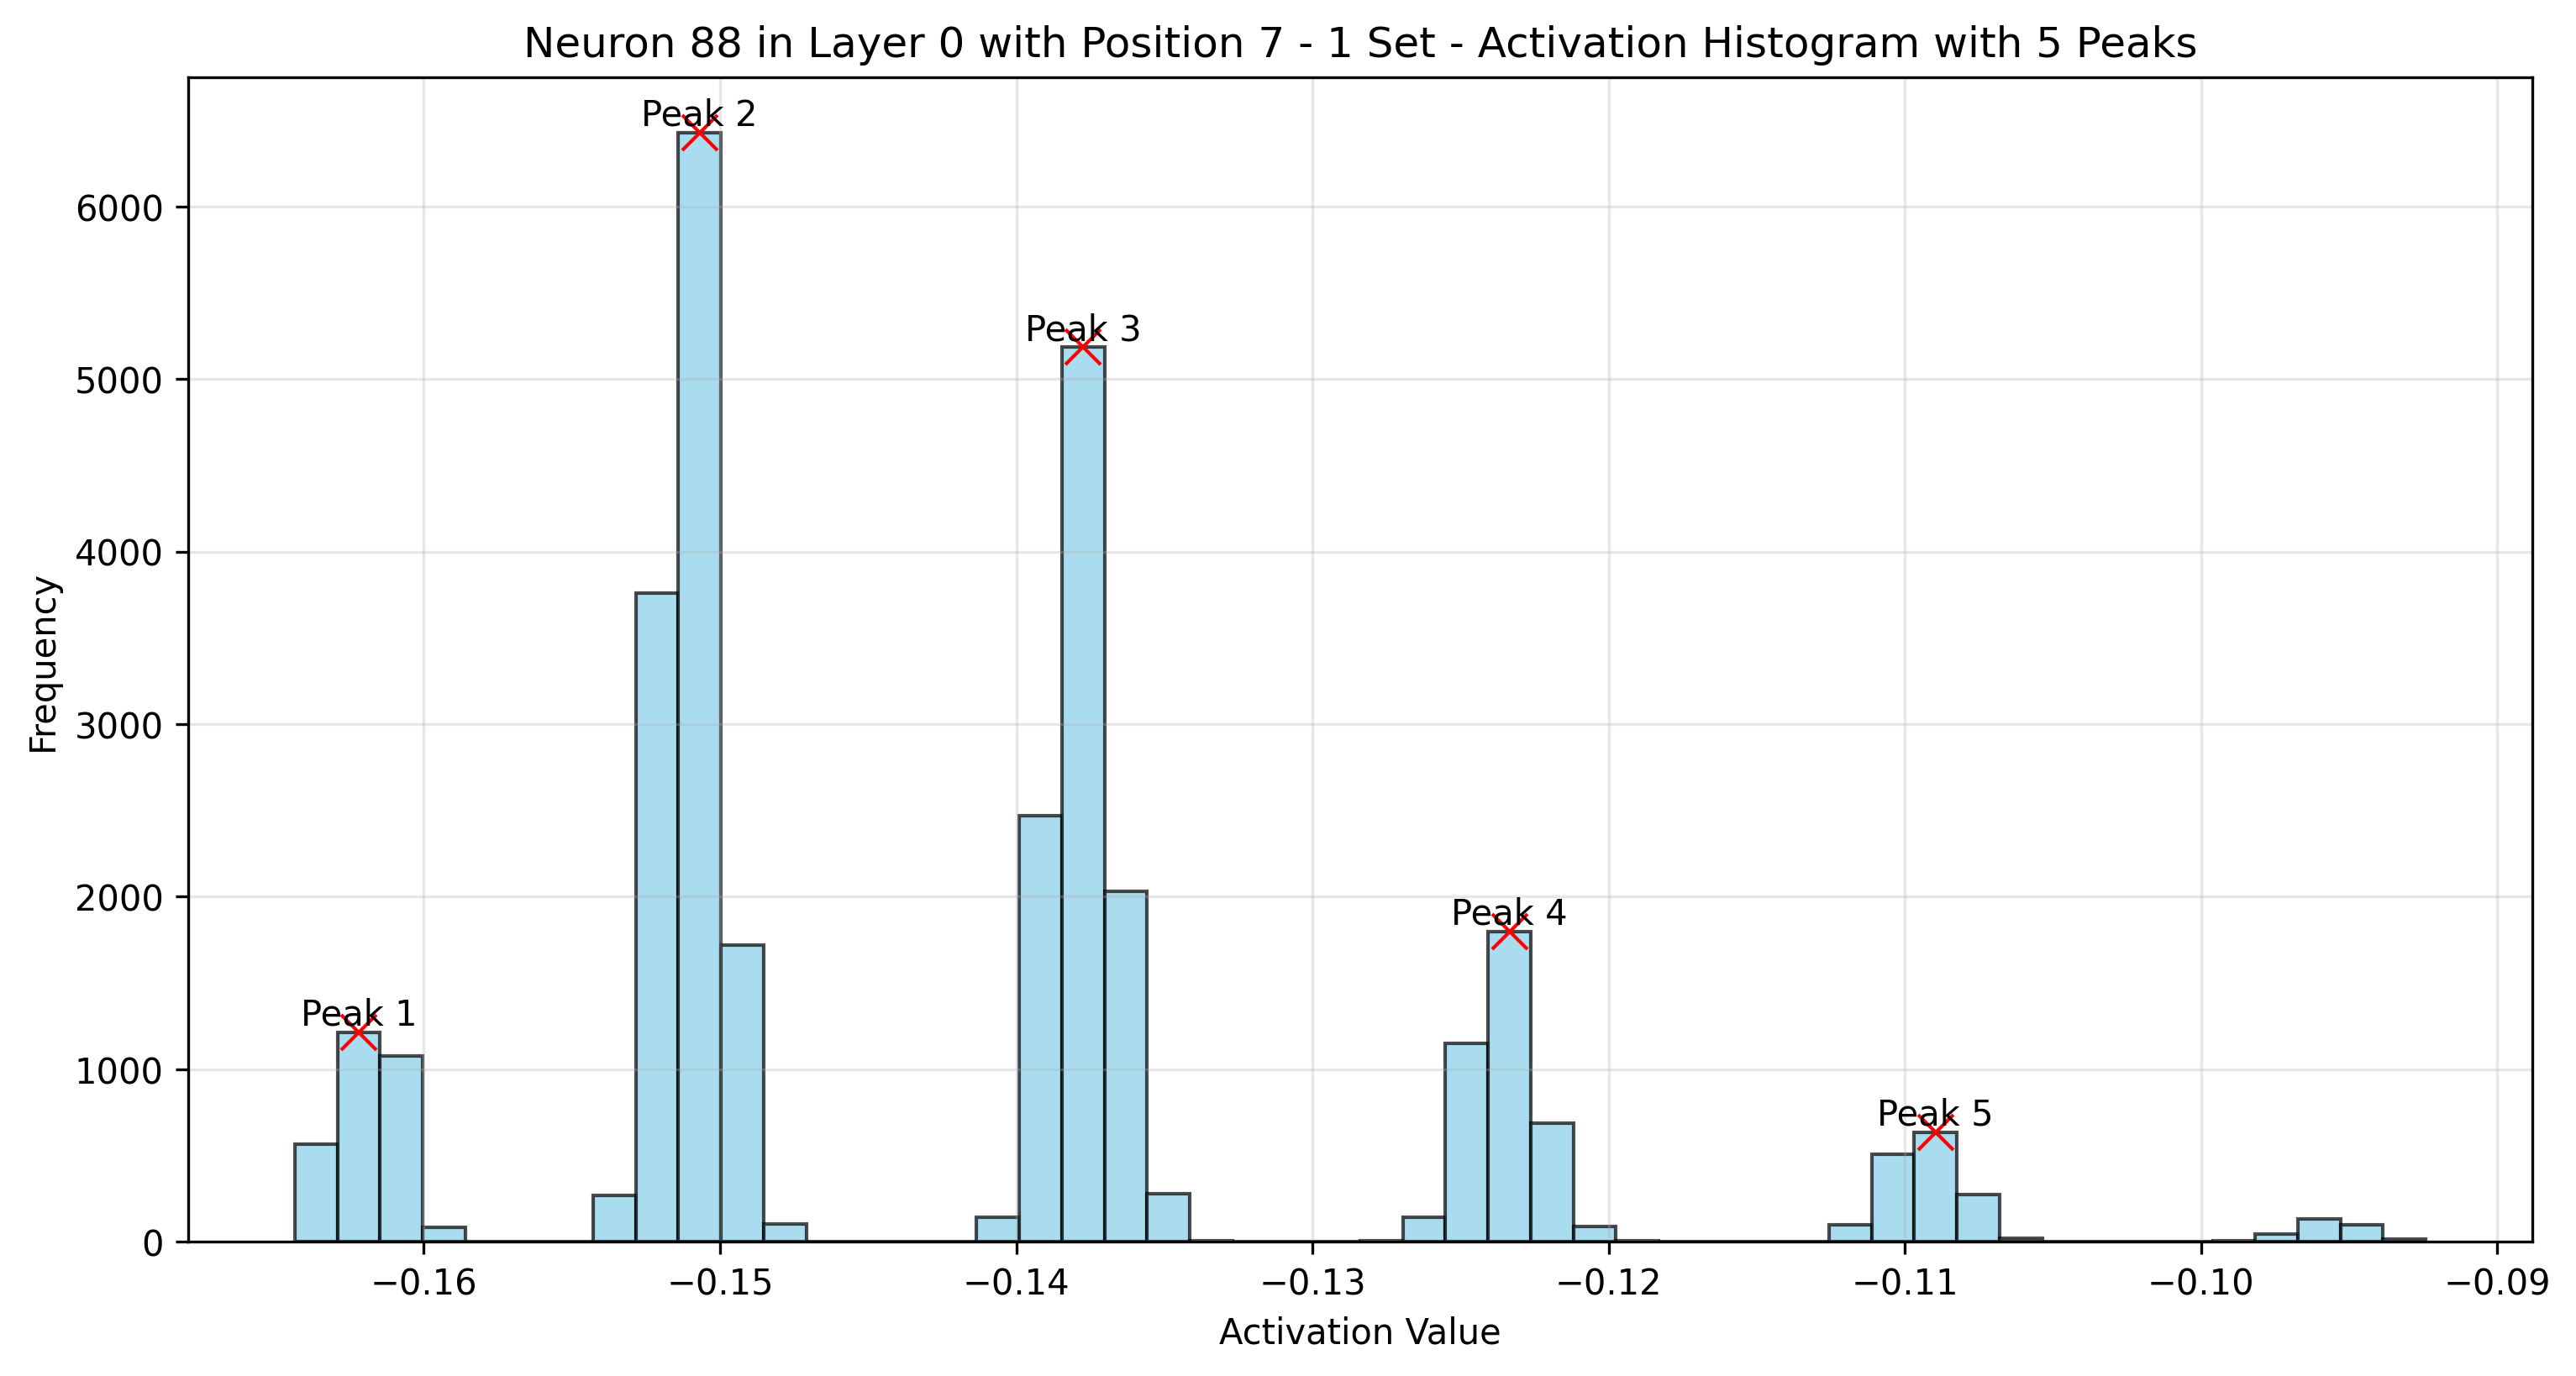 Neuron 88 in Layer 0 with Position 7 - 1 Set - Activation Histogram with 5 Peaks
Peak 2
Peak 3
Peak 4
Peak 1
Peak 5
6000
5000
4000
3000
2000
1000
0
Frequency
−0.16
−0.15
−0.14
−0.13
−0.12
−0.11
−0.10
−0.09
Activation Value